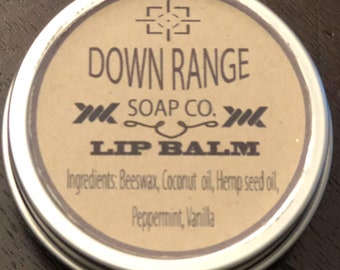 DOWN RANGE
SOAP CO.
LIP BALM
Ingredients: Beeswax, Coconut oil, Hemp seed oil,
Peppermint, Vanilla